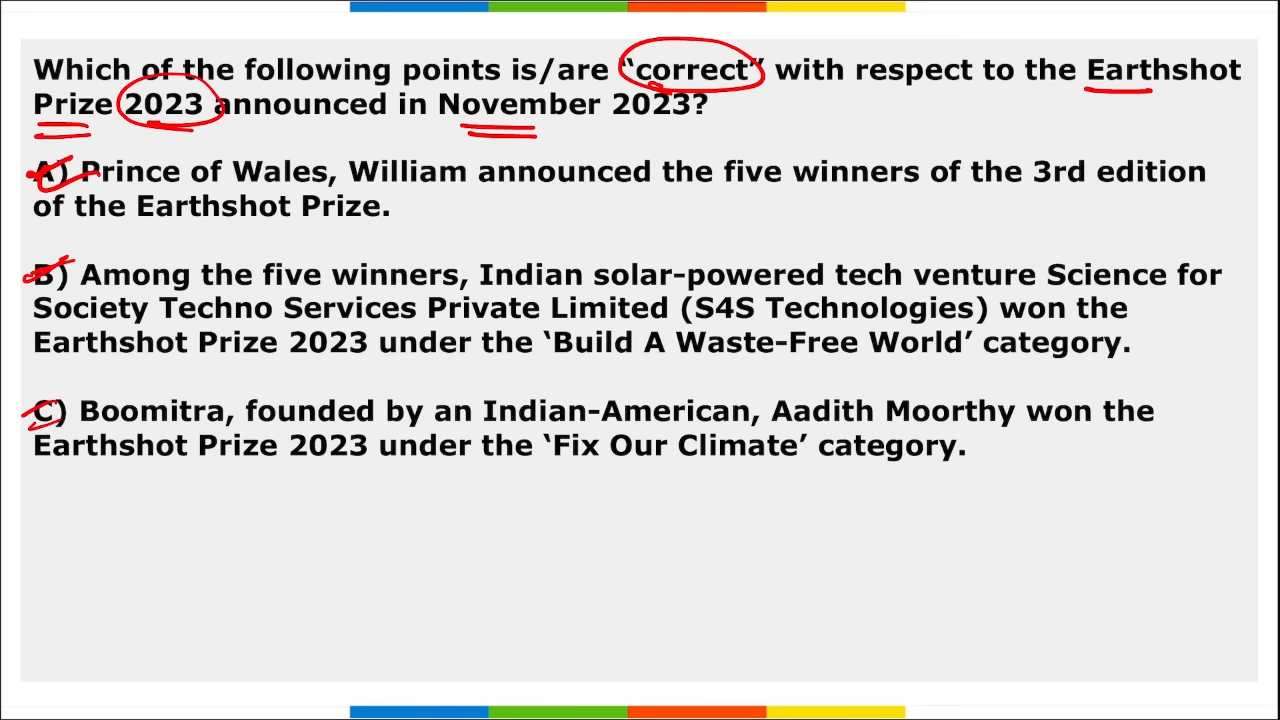 Which of the following points is/are “correct” with respect to the Earthshot
Prize 2023 announced in November 2023?
A) Prince of Wales, William announced the five winners of the 3rd edition
of the Earthshot Prize.
B) Among the five winners, Indian solar-powered tech venture Science for
Society Techno Services Private Limited (S4S Technologies) won the
Earthshot Prize 2023 under the ‘Build A Waste-Free World’ category.
C) Boomitra, founded by an Indian-American, Aadith Moorthy won the
Earthshot Prize 2023 under the ‘Fix Our Climate’ category.